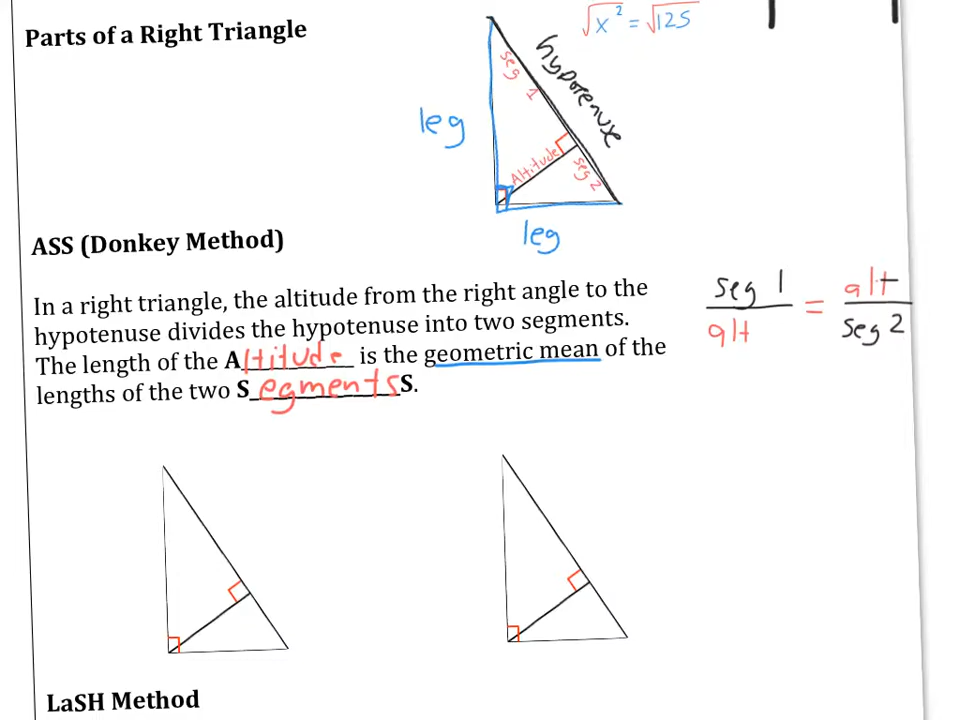 √x² = √125
Parts of a Right Triangle
hypotenuse
seg 1
leg
Altitude
seg 2
leg
ASS (Donkey Method)
In a right triangle, the altitude from the right angle to the
hypotenuse divides the hypotenuse into two segments.
The length of the Altitude is the geometric mean of the
lengths of the two SegmentsS.
seg 1 = alt
alt seg 2
LaSH Method